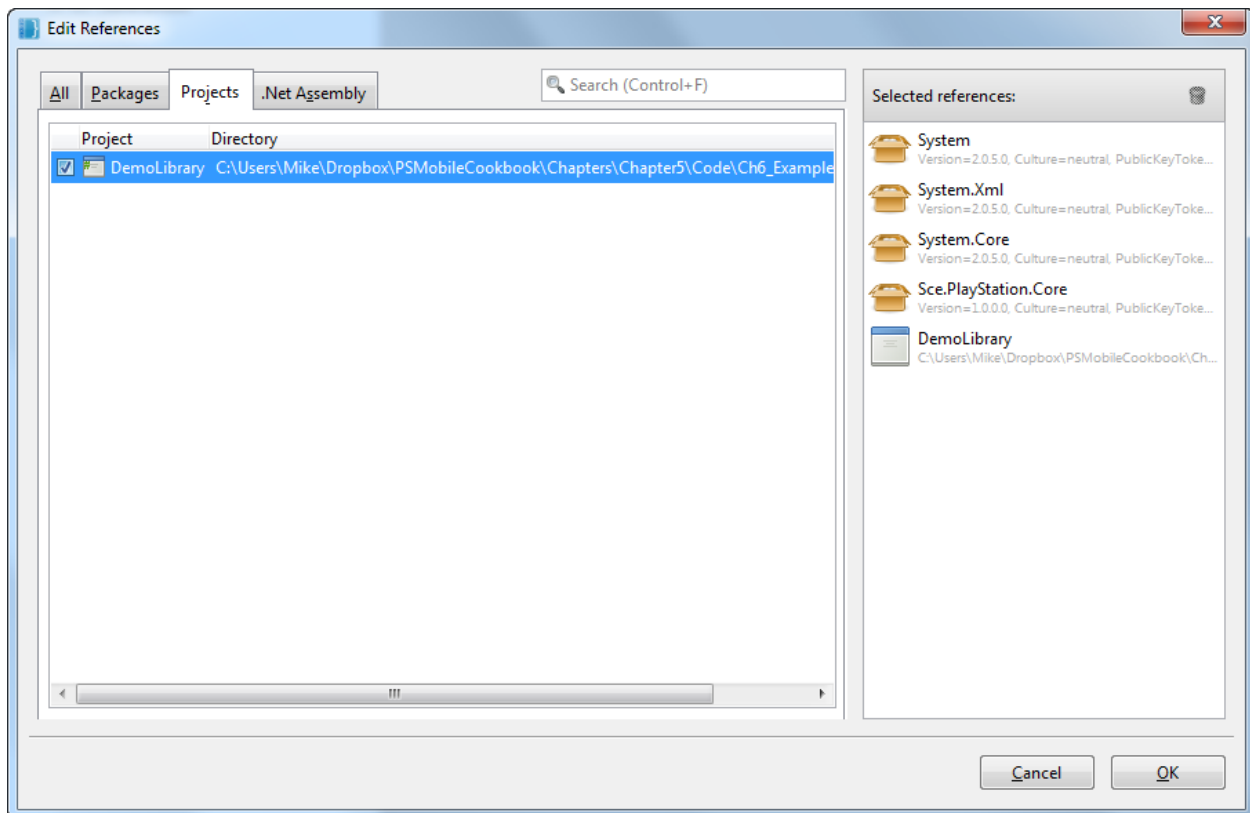 Edit References
All
Packages
Projects
.Net Assembly
Search (Control+F)
Project Directory
DemoLibrary C:\Users\Mike\Dropbox\PSMobileCookbook\Chapters\Chapter5\Code\Ch6_Example
Selected references:
System
Version=2.0.5.0, Culture=neutral, PublicKeyToke...
System.Xml
Version=2.0.5.0, Culture=neutral, PublicKeyToke...
System.Core
Version=2.0.5.0, Culture=neutral, PublicKeyToke...
Sce.PlayStation.Core
Version=1.0.0.0, Culture=neutral, PublicKeyToke...
DemoLibrary
C:\Users\Mike\Dropbox\PSMobileCookbook\Ch...
Cancel
OK